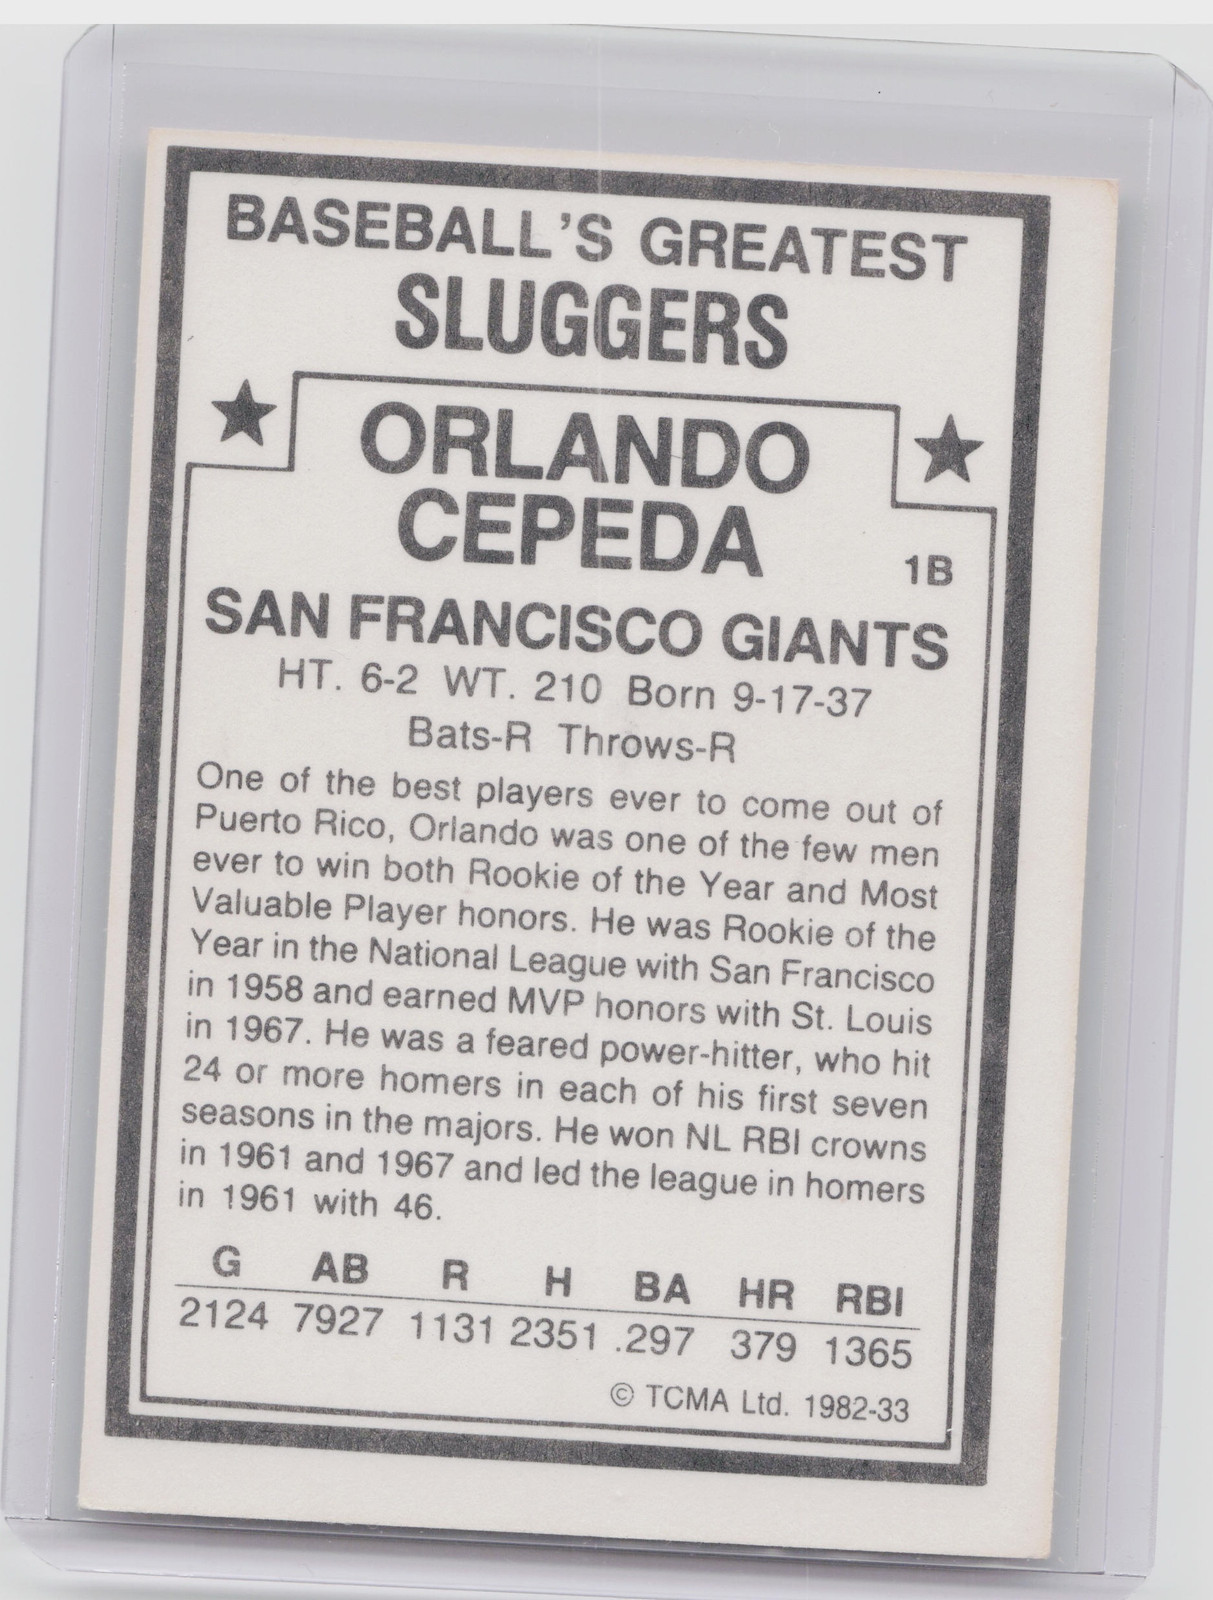 BASEBALL'S GREATEST
SLUGGERS
ORLANDO
CEPEDA
1B
SAN FRANCISCO GIANTS
HT. 6-2 WT. 210 Born 9-17-37
Bats-R Throws-R
One of the best players ever to come out of
Puerto Rico, Orlando was one of the few men
ever to win both Rookie of the Year and Most
Valuable Player honors. He was Rookie of the
Year in the National League with San Francisco
in 1958 and earned MVP honors with St. Louis
in 1967. He was a feared power-hitter, who hit
24 or more homers in each of his first seven
seasons in the majors. He won NL RBI crowns
in 1961 and 1967 and led the league in homers
in 1961 with 46.
G AB R H BA HR RBI
2124 7927 1131 2351 .297 379 1365
© TCMA Ltd. 1982-33